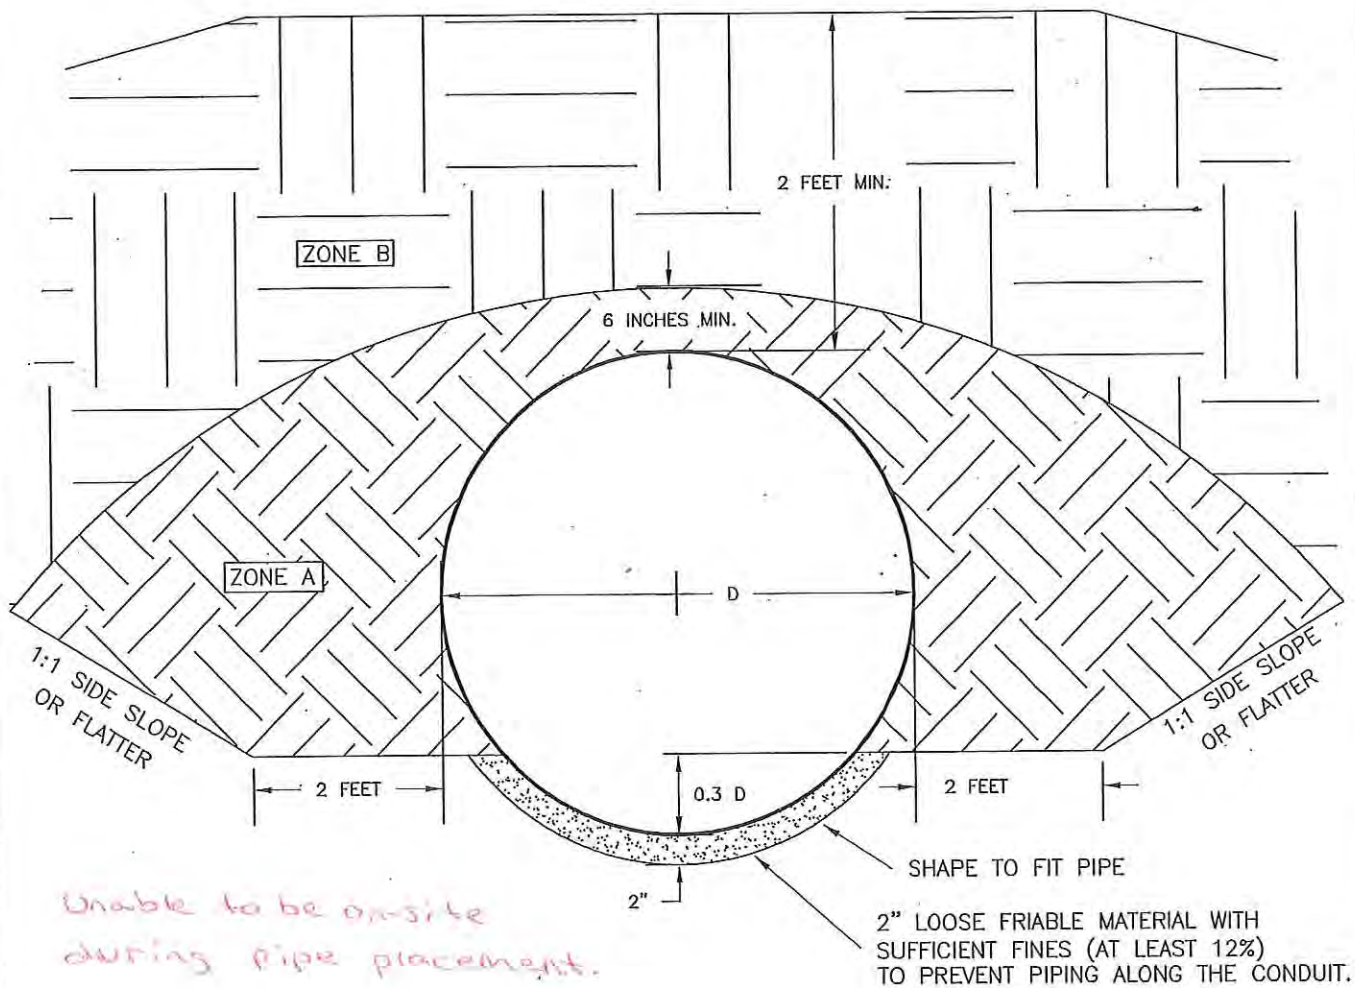 2 FEET MIN.
ZONE B
6 INCHES MIN.
ZONE A
D
1:1 SIDE SLOPE
OR FLATTER
1:1 SIDE SLOPE
OR FLATTER
2 FEET
0.3 D
2 FEET
SHAPE TO FIT PIPE
2"
2" LOOSE FRIABLE MATERIAL WITH
SUFFICIENT FINES (AT LEAST 12%)
TO PREVENT PIPING ALONG THE CONDUIT.
Unable to be on-site
during pipe placement.